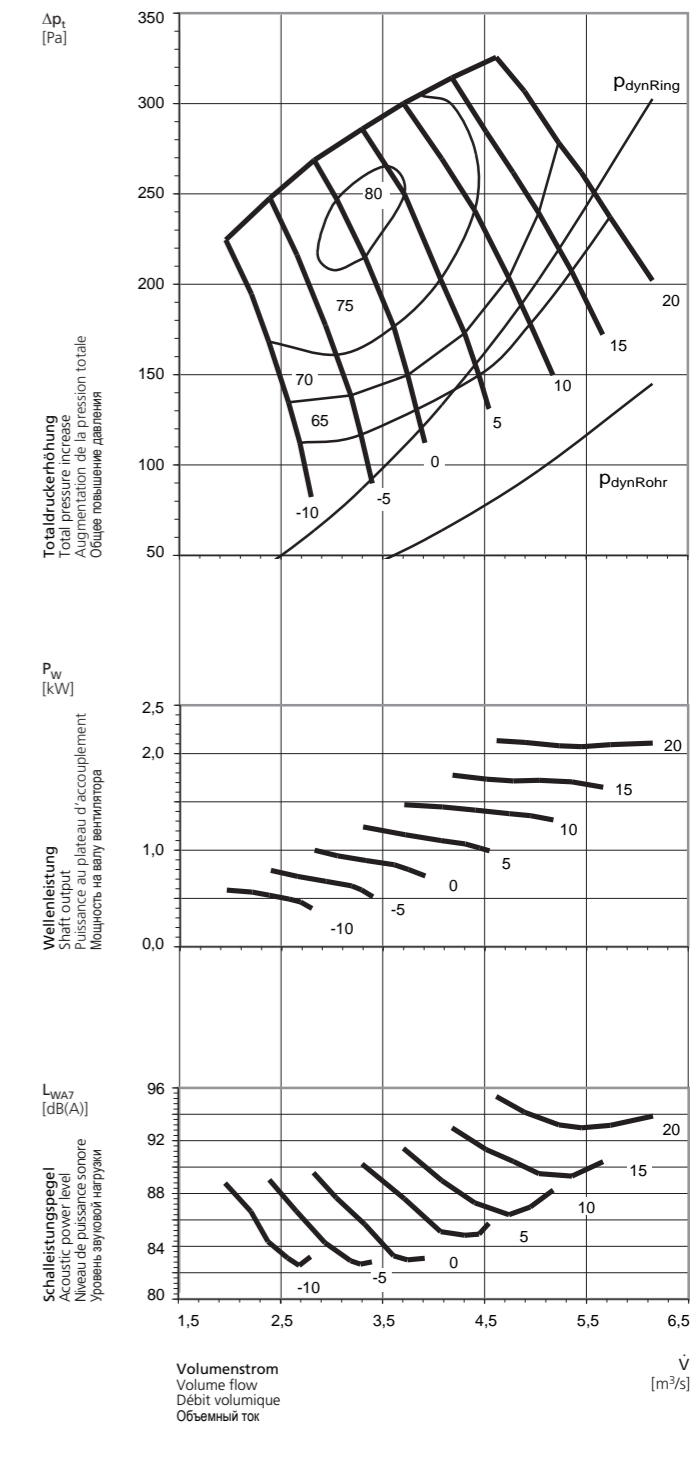 Δpt
[Pa]
350
300
250
200
150
100
50
pdynRing
80
75
70
65
20
15
10
5
0
-5
-10
pdynRohr
Totaldruckerhöhung
Total pressure increase
Augmentation de la pression totale
Общее повышение давления
PW
[kW]
2,5
2,0
1,0
0,0
20
15
10
5
0
-5
-10
Wellenleistung
Shaft output
Puissance au plateau d'accouplement
Мощность на валу вентилятора
LWA7
[dB(A)]
96
92
88
84
80
20
15
10
5
0
-5
-10
Schalleistungspegel
Acoustic power level
Niveau de puissance sonore
Уровень звуковой нагрузки
1,5
2,5
3,5
4,5
5,5
6,5
Volumenstrom
Volume flow
Débit volumique
Объемный ток
V̇
[m³/s]